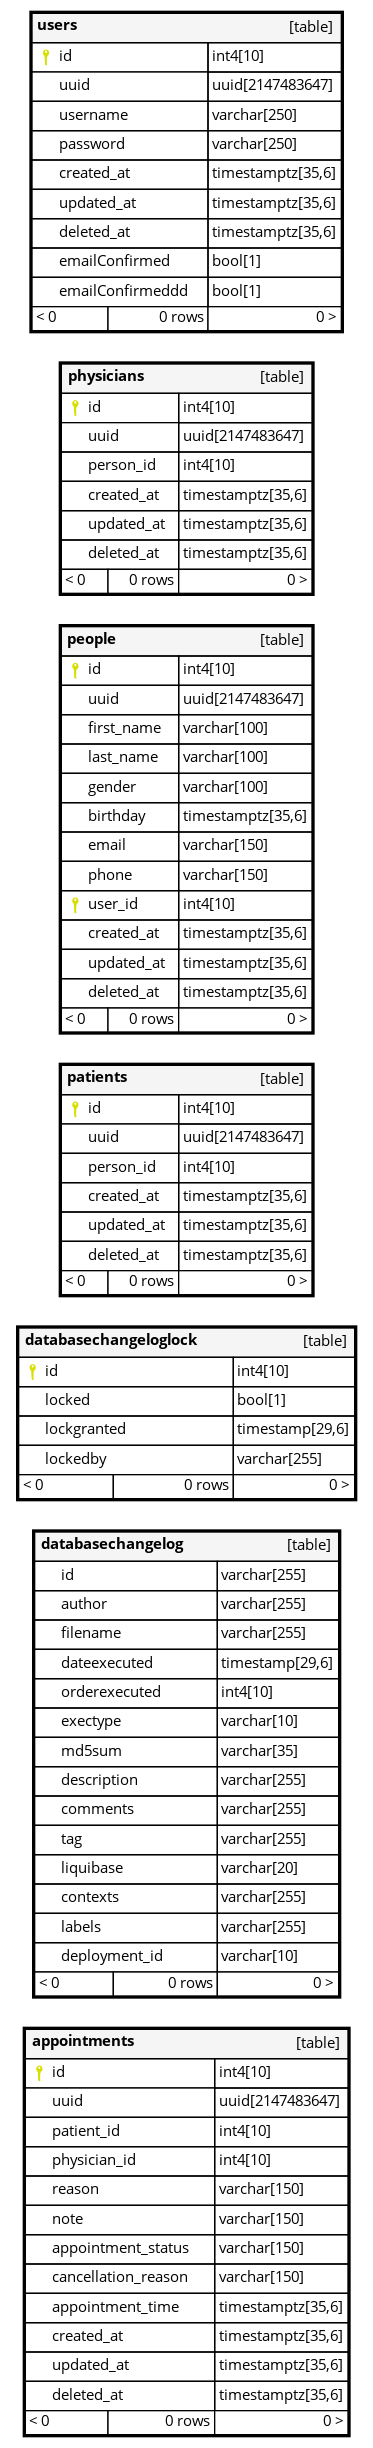 users [table]
id int4[10]
uuid uuid[2147483647]
username varchar[250]
password varchar[250]
created_at timestamptz[35,6]
updated_at timestamptz[35,6]
deleted_at timestamptz[35,6]
emailConfirmed bool[1]
emailConfirmeddd bool[1]
< 0 0 rows 0 >
physicians [table]
id int4[10]
uuid uuid[2147483647]
person_id int4[10]
created_at timestamptz[35,6]
updated_at timestamptz[35,6]
deleted_at timestamptz[35,6]
< 0 0 rows 0 >
people [table]
id int4[10]
uuid uuid[2147483647]
first_name varchar[100]
last_name varchar[100]
gender varchar[100]
birthday timestamptz[35,6]
email varchar[150]
phone varchar[150]
user_id int4[10]
created_at timestamptz[35,6]
updated_at timestamptz[35,6]
deleted_at timestamptz[35,6]
< 0 0 rows 0 >
patients [table]
id int4[10]
uuid uuid[2147483647]
person_id int4[10]
created_at timestamptz[35,6]
updated_at timestamptz[35,6]
deleted_at timestamptz[35,6]
< 0 0 rows 0 >
databasechangeloglock [table]
id int4[10]
locked bool[1]
lockgranted timestamp[29,6]
lockedby varchar[255]
< 0 0 rows 0 >
databasechangelog [table]
id varchar[255]
author varchar[255]
filename varchar[255]
dateexecuted timestamp[29,6]
orderexecuted int4[10]
exectype varchar[10]
md5sum varchar[35]
description varchar[255]
comments varchar[255]
tag varchar[255]
liquibase varchar[20]
contexts varchar[255]
labels varchar[255]
deployment_id varchar[10]
< 0 0 rows 0 >
appointments [table]
id int4[10]
uuid uuid[2147483647]
patient_id int4[10]
physician_id int4[10]
reason varchar[150]
note varchar[150]
appointment_status varchar[150]
cancellation_reason varchar[150]
appointment_time timestamptz[35,6]
created_at timestamptz[35,6]
updated_at timestamptz[35,6]
deleted_at timestamptz[35,6]
< 0 0 rows 0 >